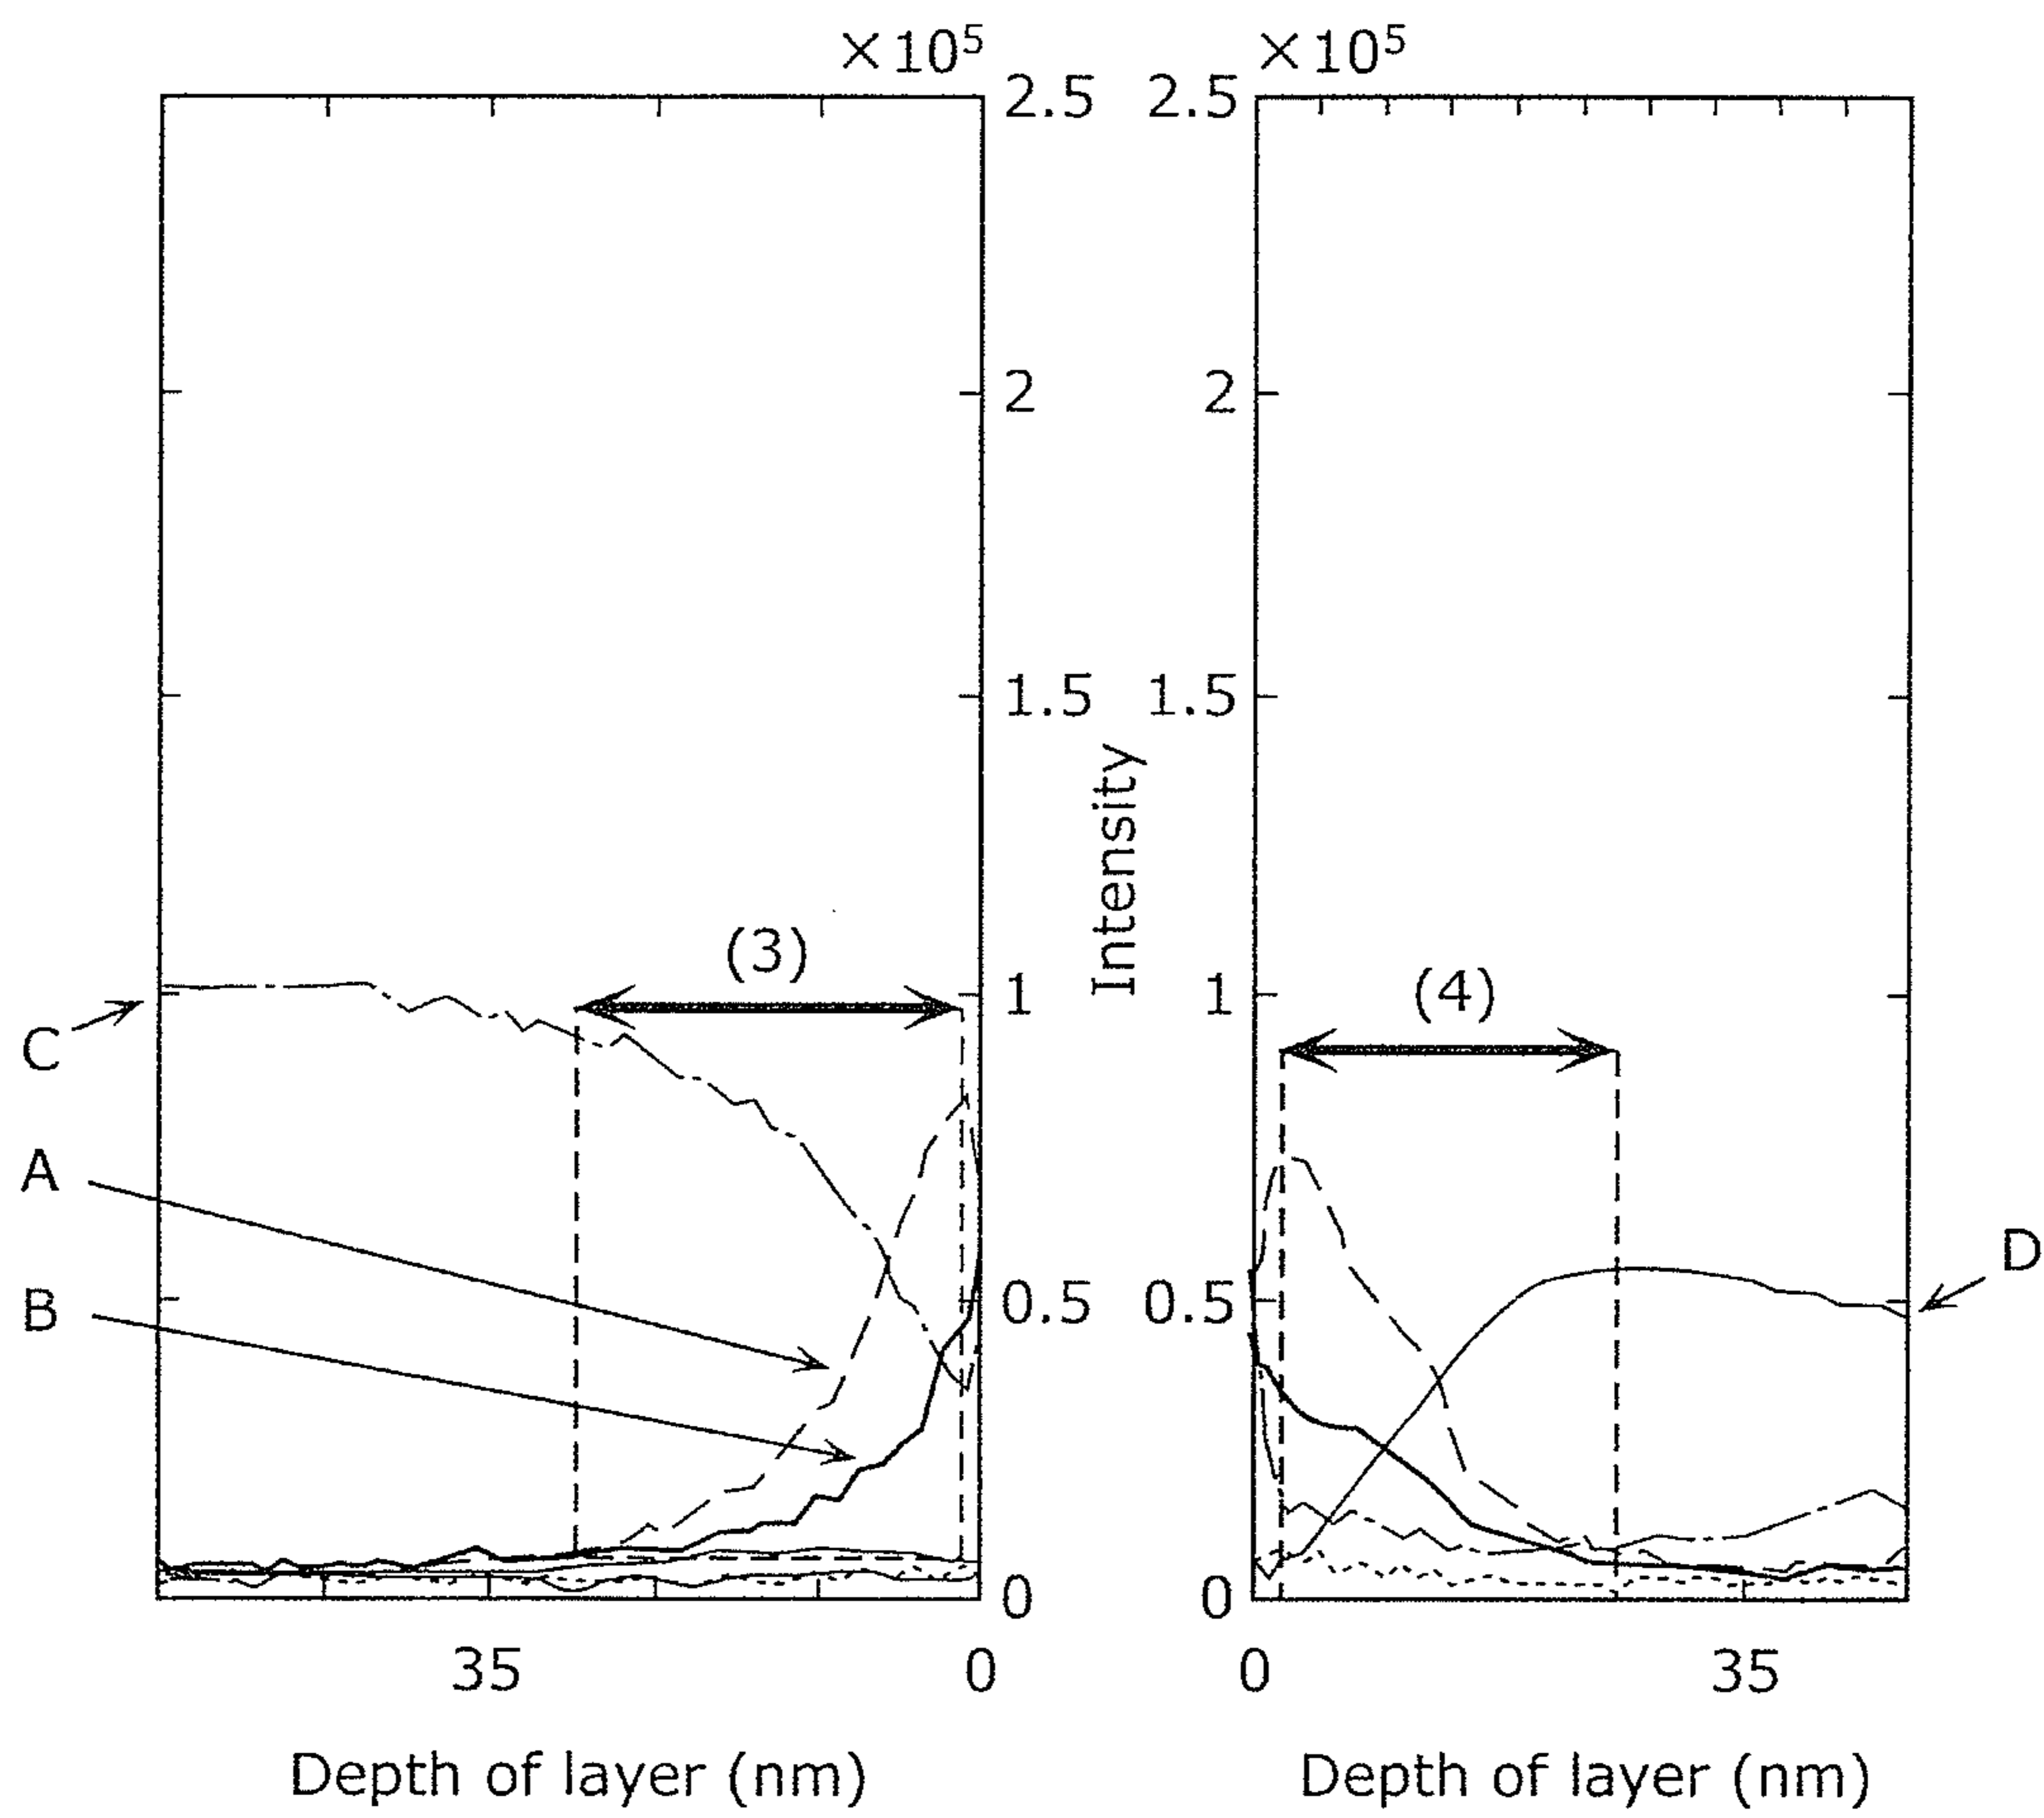 ×10⁵ ×10⁵
2.5 2.5
2 2
1.5 1.5
Intensity
(3)
1 1
(4)
C
A
D
B
0.5 0.5
0 0
35 0 0 35
Depth of layer (nm) Depth of layer (nm)